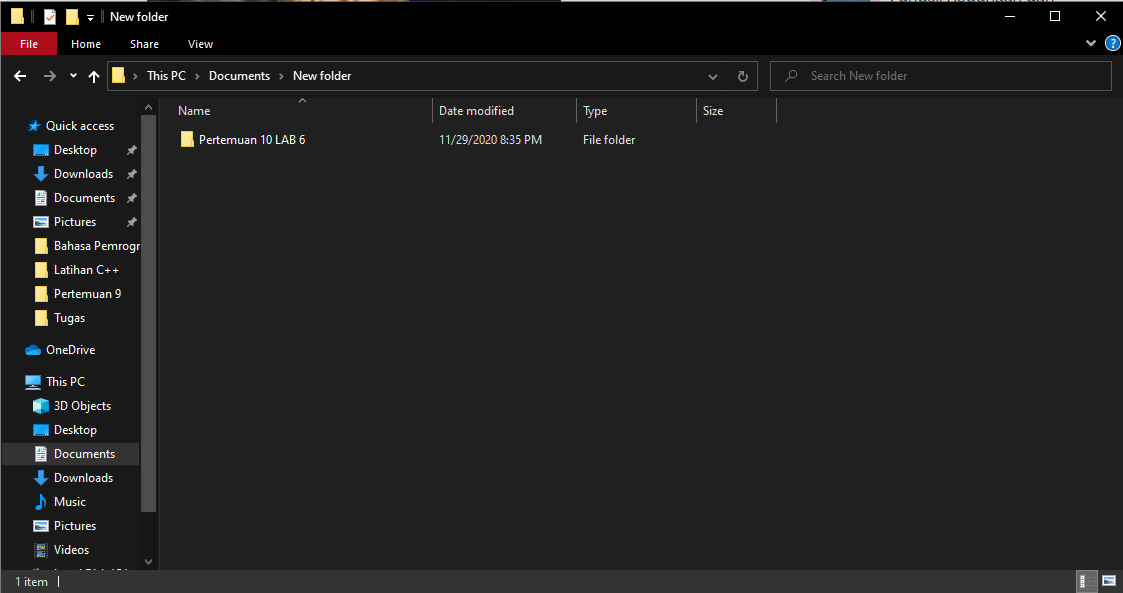 New folder
File Home Share View
This PC Documents New folder
Search New folder
Name Date modified Type Size
Pertemuan 10 LAB 6 11/29/2020 8:35 PM File folder
Quick access
Desktop
Downloads
Documents
Pictures
Bahasa Pemrogr
Latihan C++
Pertemuan 9
Tugas
OneDrive
This PC
3D Objects
Desktop
Documents
Downloads
Music
Pictures
Videos
1 item